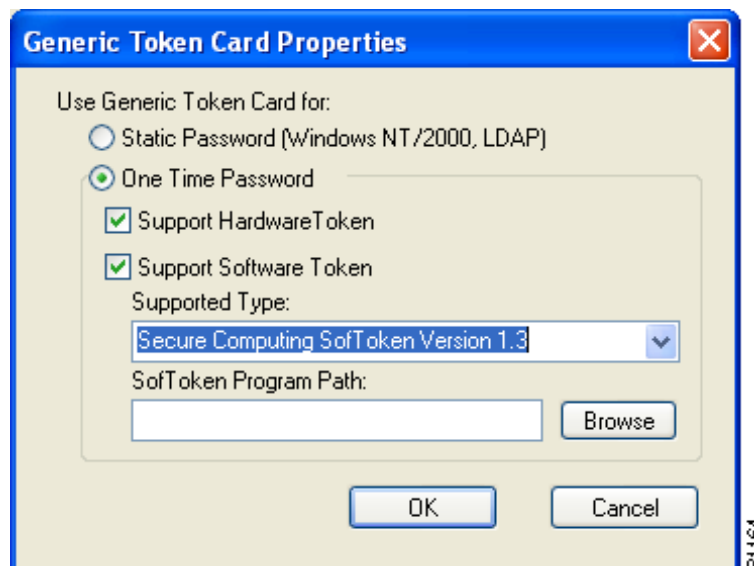 Generic Token Card Properties
Use Generic Token Card for:
Static Password (Windows NT/2000, LDAP)
One Time Password
Support HardwareToken
Support Software Token
Supported Type:
Secure Computing SofToken Version 1.3
SofToken Program Path:
Browse
OK
Cancel